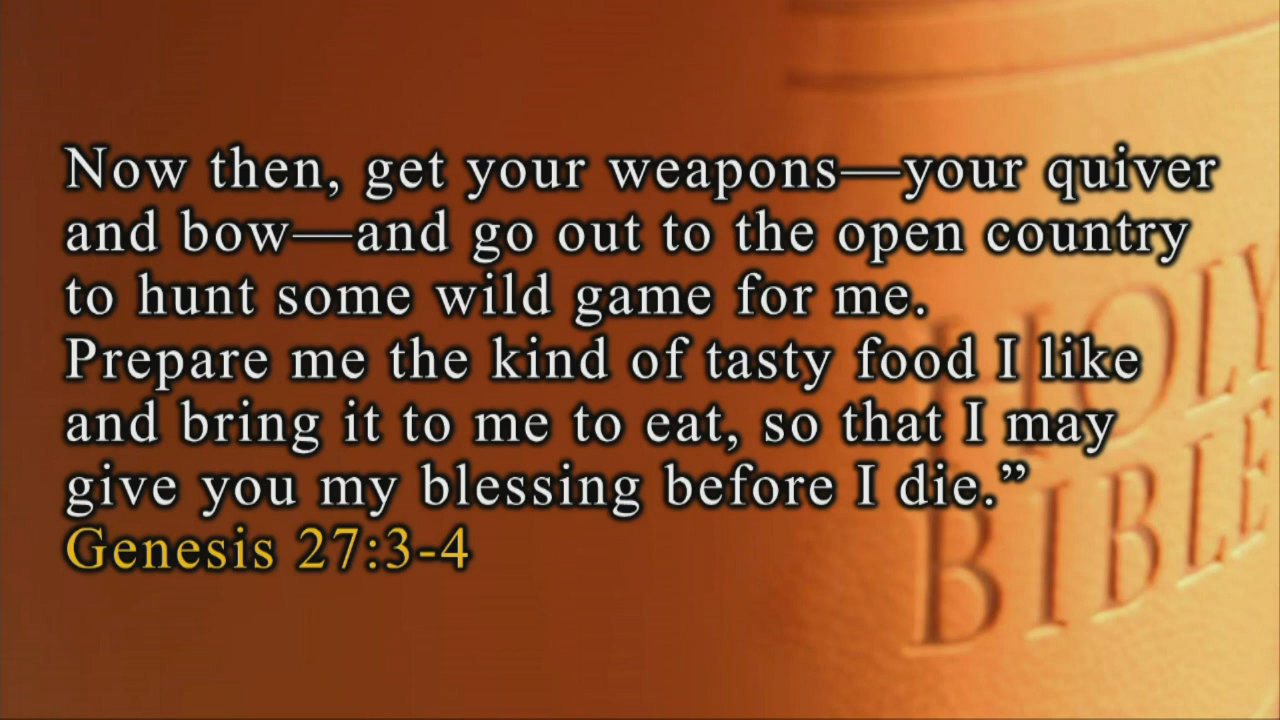 Now then, get your weapons—your quiver
and bow—and go out to the open country
to hunt some wild game for me.
Prepare me the kind of tasty food I like
and bring it to me to eat, so that I may
give you my blessing before I die.”
Genesis 27:3-4
HOLY
BIBLE